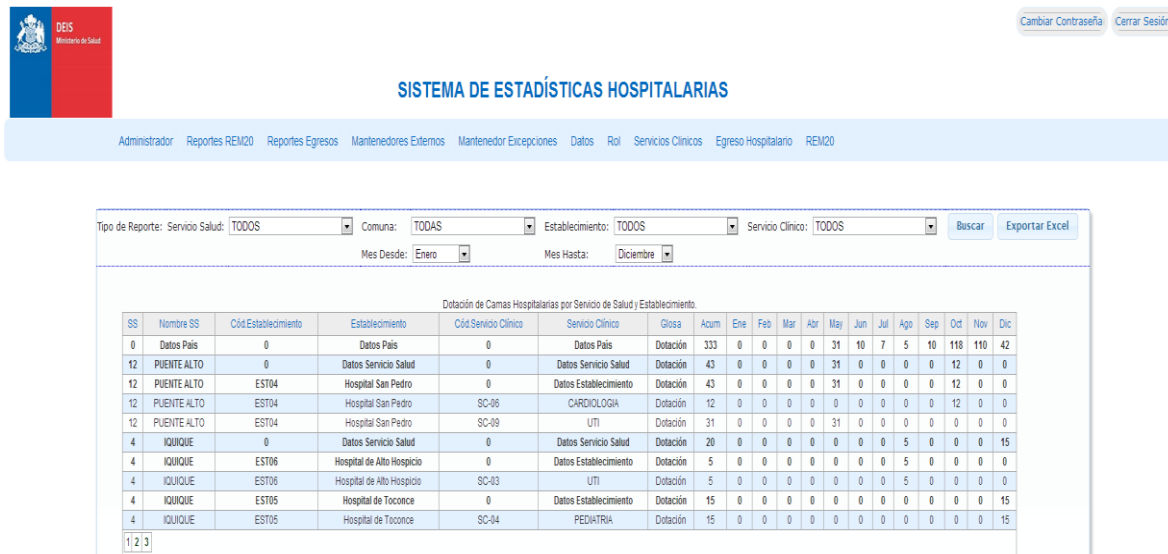 Cambiar Contraseña Cerrar Sesión
DEIS
Ministerio de Salud
SISTEMA DE ESTADÍSTICAS HOSPITALARIAS
Administrador Reportes REM20 Reportes Egresos Mantenedores Externos Mantenedor Excepciones Datos Rol Servicios Clinicos Egreso Hospitalario REM20
Tipo de Reporte: Servicio Salud: TODOS Comuna: TODAS Establecimiento: TODOS Servicio Clínico: TODOS Buscar Exportar Excel
Mes Desde: Enero Mes Hasta: Diciembre
Dotación de Camas Hospitalarias por Servicio de Salud y Establecimiento.
SS Nombre SS Cód.Establecimiento Establecimiento Cód.Servicio Clínico Servicio Clínico Glosa Acum Ene Feb Mar Abr May Jun Jul Ago Sep Oct Nov Dic
0 Datos Pais 0 Datos Pais 0 Datos Pais Dotación 333 0 0 0 0 31 10 7 5 10 118 110 42
12 PUENTE ALTO 0 Datos Servicio Salud 0 Datos Servicio Salud Dotación 43 0 0 0 0 31 0 0 0 0 12 0 0
12 PUENTE ALTO EST04 Hospital San Pedro 0 Datos Establecimiento Dotación 43 0 0 0 0 31 0 0 0 0 12 0 0
12 PUENTE ALTO EST04 Hospital San Pedro SC-06 CARDIOLOGIA Dotación 12 0 0 0 0 0 0 0 0 0 12 0 0
12 PUENTE ALTO EST04 Hospital San Pedro SC-09 UTI Dotación 31 0 0 0 0 31 0 0 0 0 0 0 0
4 IQUIQUE 0 Datos Servicio Salud 0 Datos Servicio Salud Dotación 20 0 0 0 0 0 0 0 5 0 0 0 15
4 IQUIQUE EST06 Hospital de Alto Hospicio 0 Datos Establecimiento Dotación 5 0 0 0 0 0 0 0 5 0 0 0 0
4 IQUIQUE EST06 Hospital de Alto Hospicio SC-03 UTI Dotación 5 0 0 0 0 0 0 0 5 0 0 0 0
4 IQUIQUE EST05 Hospital de Toconce 0 Datos Establecimiento Dotación 15 0 0 0 0 0 0 0 0 0 0 0 15
4 IQUIQUE EST05 Hospital de Toconce SC-04 PEDIATRIA Dotación 15 0 0 0 0 0 0 0 0 0 0 0 15
1 2 3